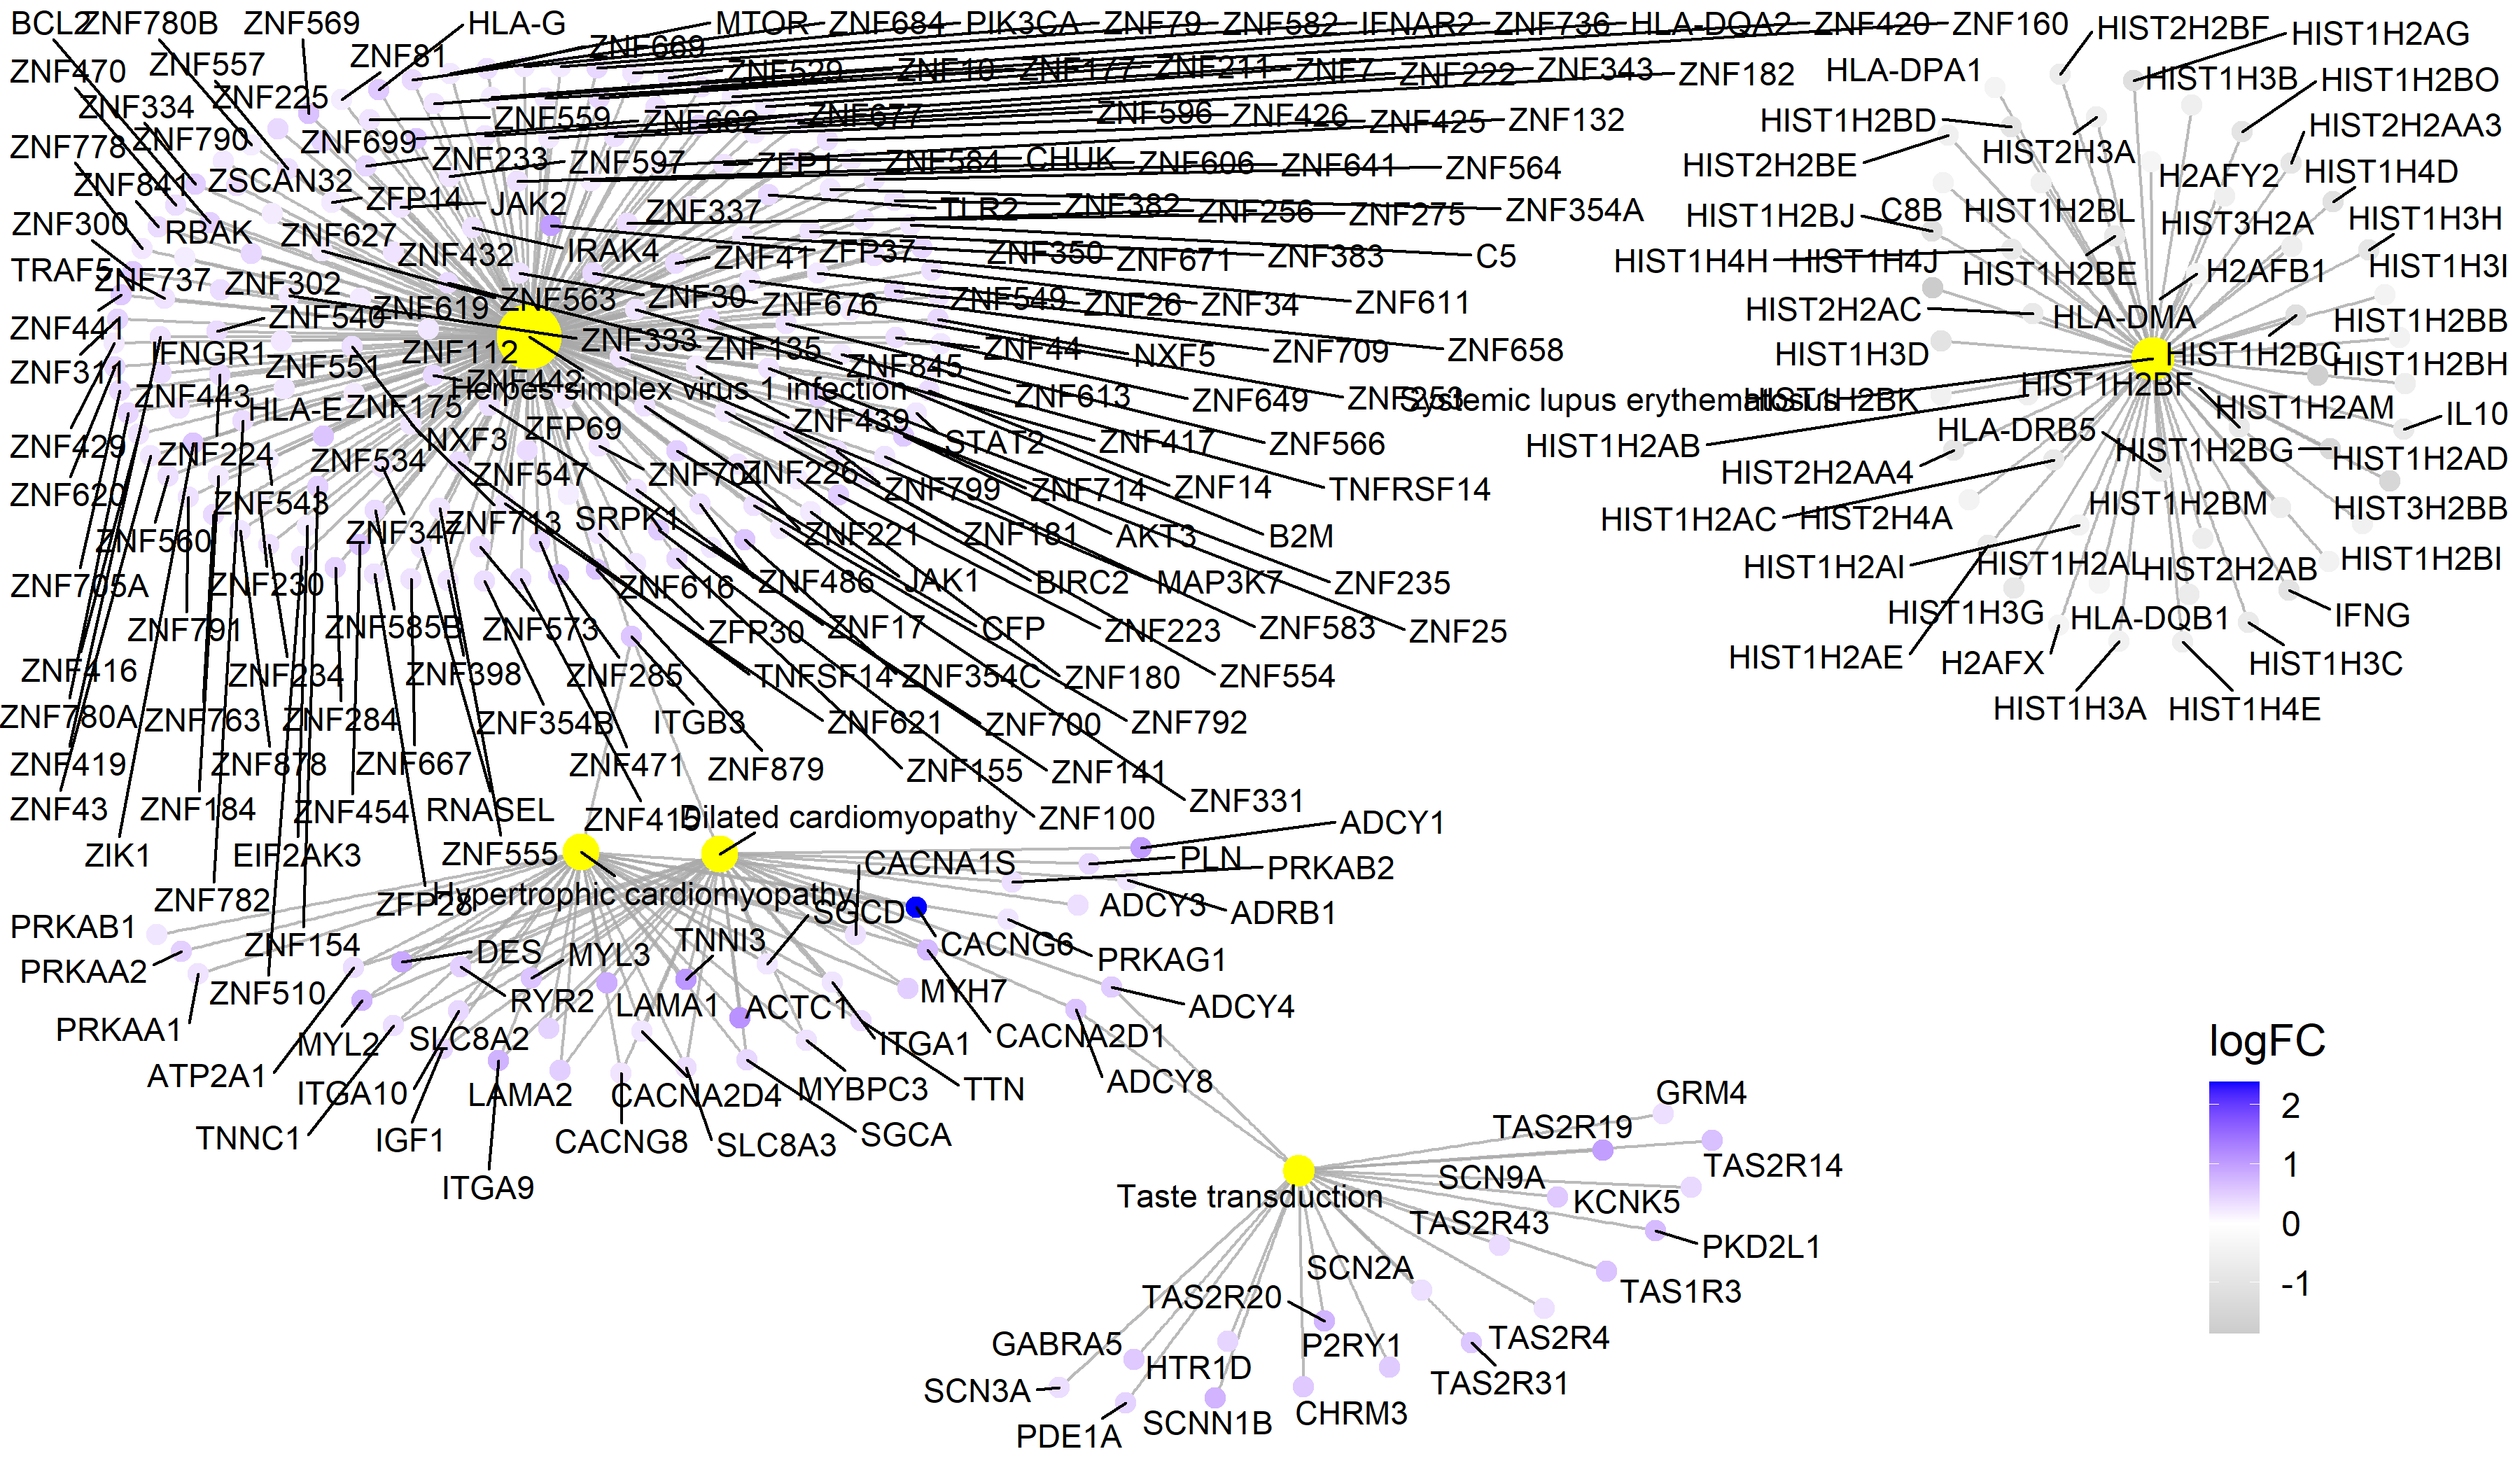 BCL2 ZNF780B ZNF569 HLA-G MTOR ZNF684 PIK3CA ZNF79 ZNF582 IFNAR2 ZNF736 HLA-DQA2 ZNF420 ZNF160 HIST2H2BF HIST1H2AG
ZNF470 ZNF557 ZNF81 ZNF669 ZNF529 ZNF10 ZNF177 ZNF211 ZNF7 ZNF222 ZNF343 ZNF182 HLA-DPA1 HIST1H3B HIST1H2BO
ZNF334 ZNF225 ZNF559 ZNF662 ZNF677 ZNF596 ZNF426 ZNF425 ZNF132 HIST1H2BD HIST2H2AA3
ZNF778 ZNF790 ZNF699 ZNF233 ZNF597 ZFP1 ZNF584 CHUK ZNF606 ZNF641 ZNF564 HIST2H2BE HIST2H3A H2AFY2 HIST1H4D
ZNF841 ZSCAN32 ZFP14 JAK2 ZNF337 TLR2 ZNF382 ZNF256 ZNF275 ZNF354A HIST1H2BJ C8B HIST1H2BL HIST3H2A HIST1H3H
ZNF300 RBAK ZNF627 ZNF432 IRAK4 ZNF41 ZFP37 ZNF350 ZNF671 ZNF383 C5 HIST1H4H HIST1H4J HIST1H2BE H2AFB1 HIST1H3I
TRAF5 ZNF737 ZNF302 ZNF619 ZNF563 ZNF30 ZNF676 ZNF549 ZNF26 ZNF34 ZNF611 HIST2H2AC HLA-DMA HIST1H2BB
ZNF441 ZNF540 ZNF333 ZNF135 ZNF44 NXF5 ZNF709 ZNF658 HIST1H3D HIST1H2BC HIST1H2BH
ZNF311 IFNGR1 ZNF551 ZNF112 ZNF442 ZNF845 ZNF613 ZNF649 ZNF253 HIST1H2BK HIST1H2BF HIST1H2AM IL10
Herpes simplex virus 1 infection
Systemic lupus erythematosus
ZNF443 HLA-E ZNF175 NXF3 ZFP69 ZNF439 STAT2 ZNF417 ZNF566 HIST1H2AB HLA-DRB5 HIST1H2BG HIST1H2AD
ZNF429 ZNF224 ZNF534 ZNF547 ZNF701 ZNF226 ZNF799 ZNF714 ZNF14 TNFRSF14 HIST2H2AA4 HIST1H2BM HIST3H2BB
ZNF620 ZNF543 ZNF347 ZNF713 SRPK1 ZNF221 ZNF181 AKT3 B2M HIST1H2AC HIST2H4A
ZNF560 HIST1H2AI HIST1H2AL HIST2H2AB HIST1H2BI
ZNF705A ZNF230 ZNF616 ZNF486 JAK1 BIRC2 MAP3K7 ZNF235 HIST1H3G HLA-DQB1 IFNG
ZNF791 ZNF585B ZNF573 ZFP30 ZNF17 CFP ZNF223 ZNF583 ZNF25 HIST1H2AE H2AFX HIST1H3C
ZNF416 ZNF234 ZNF398 ZNF285 TNFSF14 ZNF354C ZNF180 ZNF554 HIST1H3A HIST1H4E
ZNF780A ZNF763 ZNF284 ZNF354B ITGB3 ZNF621 ZNF700 ZNF792
ZNF419 ZNF878 ZNF667 ZNF471 ZNF879 ZNF155 ZNF141
ZNF43 ZNF184 ZNF454 RNASEL ZNF415 ZNF100 ZNF331 ADCY1
Dilated cardiomyopathy
ZIK1 EIF2AK3 ZNF555 CACNA1S PLN PRKAB2
ZNF782 ZFP28 SGCD ADCY3 ADRB1
Hypertrophic cardiomyopathy
PRKAB1 ZNF154 DES MYL3 TNNI3 CACNG6 PRKAG1
PRKAA2 ZNF510 RYR2 LAMA1 ACTC1 MYH7 ADCY4
PRKAA1 MYL2 SLC8A2 ITGA1 CACNA2D1 logFC
ATP2A1 ITGA10 LAMA2 CACNA2D4 MYBPC3 TTN ADCY8 GRM4
2
TNNC1 IGF1 CACNG8 SLC8A3 SGCA TAS2R19
ITGA9 SCN9A TAS2R14 1
Taste transduction KCNK5
TAS2R43 PKD2L1 0
SCN2A TAS1R3 -1
TAS2R20
GABRA5 HTR1D P2RY1 TAS2R4
SCN3A TAS2R31
PDE1A SCNN1B CHRM3